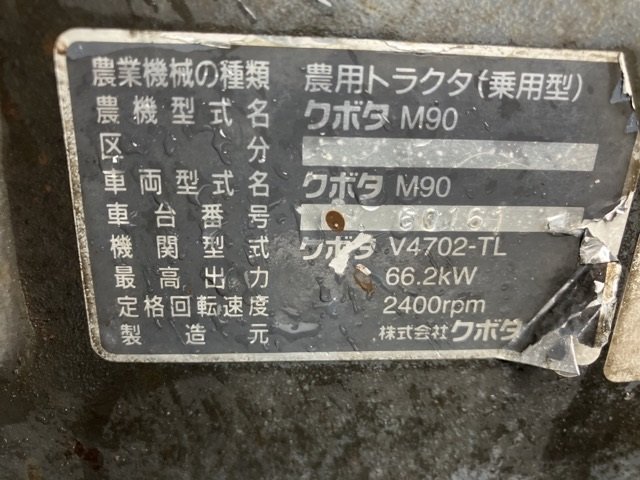 農業機械の種類 農用トラクタ(乗用型)
農機型式名 クボタ M90
区分
車両型式名 クボタ M90
車台番号 60161
機関型式 クボタ V4702-TL
最高出力 66.2kW
定格回転速度 2400rpm
製造元 株式会社クボタ